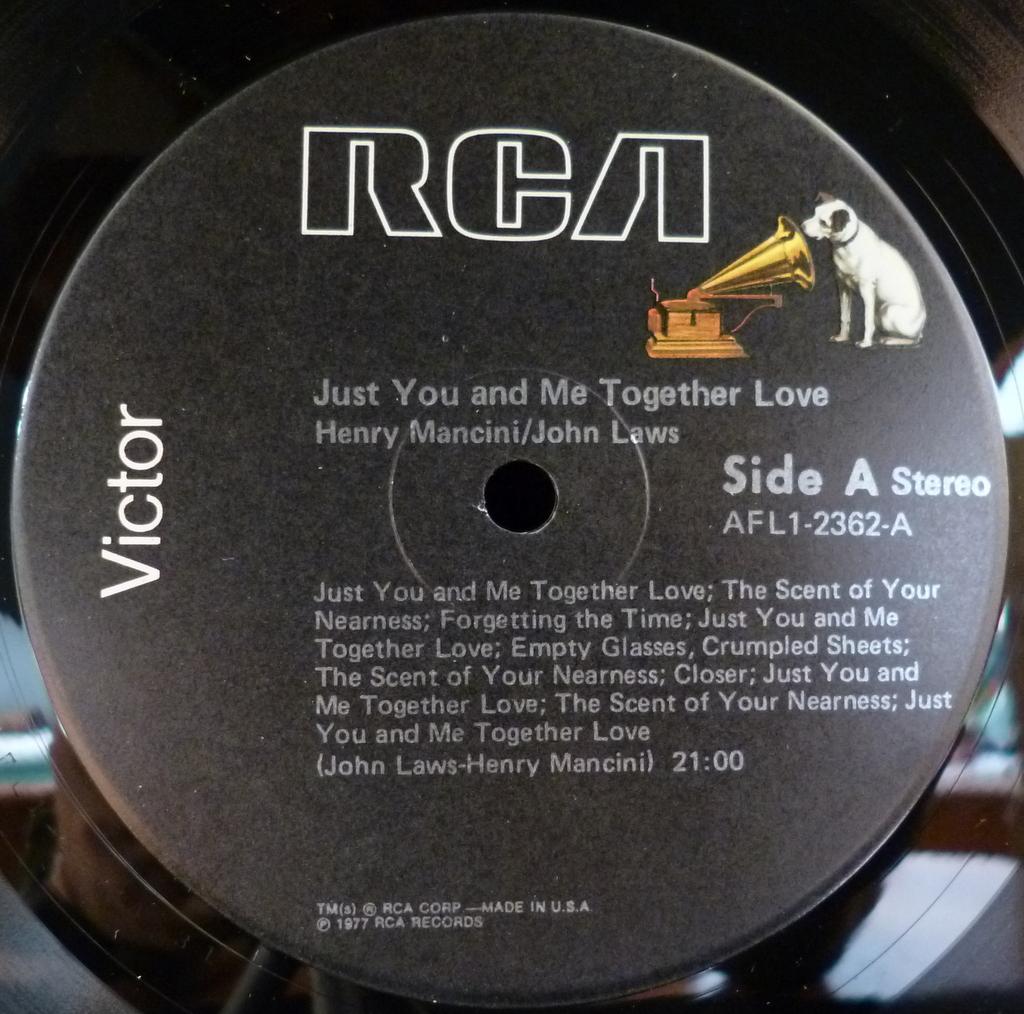 RCA
Just You and Me Together Love
Henry Mancini/John Laws
Victor
Side A Stereo
AFL1-2362-A
Just You and Me Together Love; The Scent of Your
Nearness; Forgetting the Time; Just You and Me
Together Love; Empty Glasses, Crumpled Sheets;
The Scent of Your Nearness; Closer; Just You and
Me Together Love; The Scent of Your Nearness; Just
You and Me Together Love
(John Laws-Henry Mancini) 21:00
TM(s) ® RCA CORP.—MADE IN U.S.A.
℗ 1977 RCA RECORDS